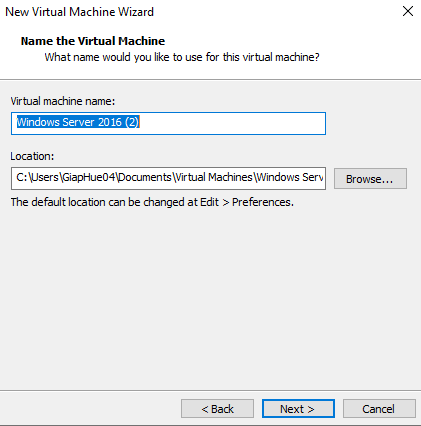 New Virtual Machine Wizard
Name the Virtual Machine
What name would you like to use for this virtual machine?
Virtual machine name:
Windows Server 2016 (2)
Location:
C:\Users\GiapHue04\Documents\Virtual Machines\Windows Serv
Browse...
The default location can be changed at Edit > Preferences.
< Back
Next >
Cancel